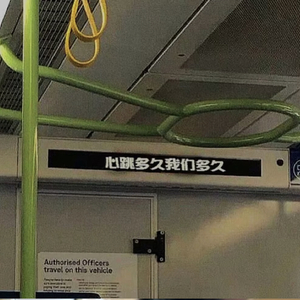 心跳多久我们多久
Authorised Officers
travel on this vehicle